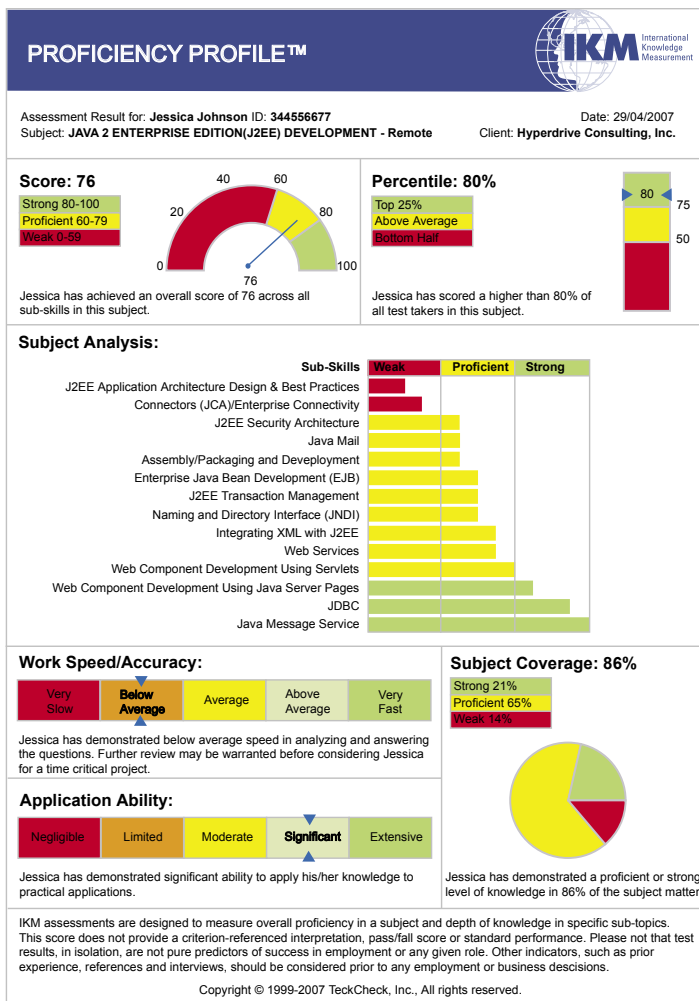 PROFICIENCY PROFILE™
IKM
International
Knowledge
Measurement
Assessment Result for: Jessica Johnson ID: 344556677
Date: 29/04/2007
Subject: JAVA 2 ENTERPRISE EDITION(J2EE) DEVELOPMENT - Remote
Client: Hyperdrive Consulting, Inc.
Score: 76
Strong 80-100
Proficient 60-79
Weak 0-59
0
20
40
60
80
100
76
Jessica has achieved an overall score of 76 across all
sub-skills in this subject.
Percentile: 80%
Top 25%
Above Average
Bottom Half
80
75
50
Jessica has scored a higher than 80% of
all test takers in this subject.
Subject Analysis:
Sub-Skills Weak Proficient Strong
J2EE Application Architecture Design & Best Practices
Connectors (JCA)/Enterprise Connectivity
J2EE Security Architecture
Java Mail
Assembly/Packaging and Deveployment
Enterprise Java Bean Development (EJB)
J2EE Transaction Management
Naming and Directory Interface (JNDI)
Integrating XML with J2EE
Web Services
Web Component Development Using Servlets
Web Component Development Using Java Server Pages
JDBC
Java Message Service
Work Speed/Accuracy:
Very
Slow
Below
Average
Average
Above
Average
Very
Fast
Jessica has demonstrated below average speed in analyzing and answering
the questions. Further review may be warranted before considering Jessica
for a time critical project.
Application Ability:
Negligible
Limited
Moderate
Significant
Extensive
Jessica has demonstrated significant ability to apply his/her knowledge to
practical applications.
Subject Coverage: 86%
Strong 21%
Proficient 65%
Weak 14%
Jessica has demonstrated a proficient or strong
level of knowledge in 86% of the subject matter
IKM assessments are designed to measure overall proficiency in a subject and depth of knowledge in specific sub-topics.
This score does not provide a criterion-referenced interpretation, pass/fall score or standard performance. Please not that test
results, in isolation, are not pure predictors of success in employment or any given role. Other indicators, such as prior
experience, references and interviews, should be considered prior to any employment or business descisions.
Copyright © 1999-2007 TeckCheck, Inc., All rights reserved.